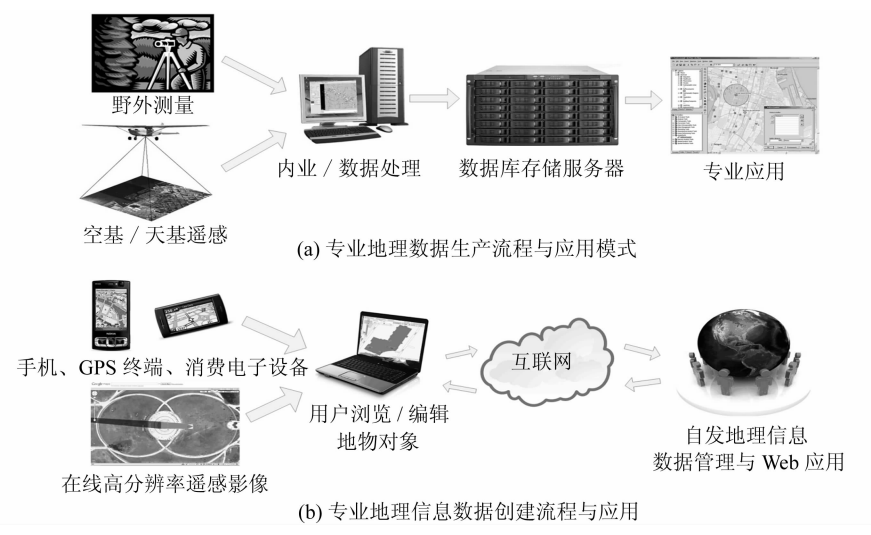 野外测量
空基 / 天基遥感
内业 / 数据处理
数据库存储服务器
专业应用
(a) 专业地理数据生产流程与应用模式
手机、GPS 终端、消费电子设备
在线高分辨率遥感影像
用户浏览 / 编辑
地物对象
互联网
自发地理信息
数据管理与 Web 应用
(b) 专业地理信息数据创建流程与应用